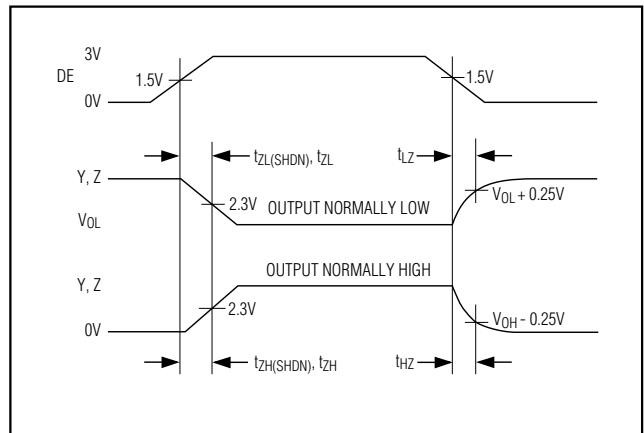 3V
DE
1.5V
1.5V
0V
tZL(SHDN), tZL
tLZ
Y, Z
2.3V
OUTPUT NORMALLY LOW
VOL + 0.25V
VOL
OUTPUT NORMALLY HIGH
Y, Z
2.3V
VOH - 0.25V
0V
tZH(SHDN), tZH
tHZ